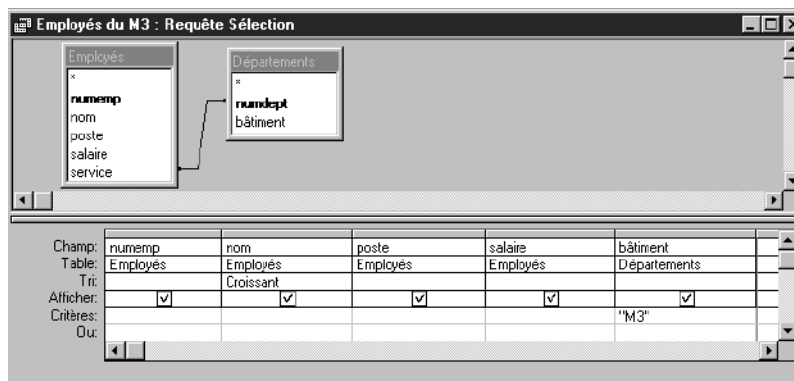 Employés du M3 : Requête Sélection
Employés
*
numemp
nom
poste
salaire
service
Départements
*
numdept
bâtiment
Champ: numemp nom poste salaire bâtiment
Table: Employés Employés Employés Employés Départements
Tri: Croissant
Afficher:
Critères: "M3"
Ou: